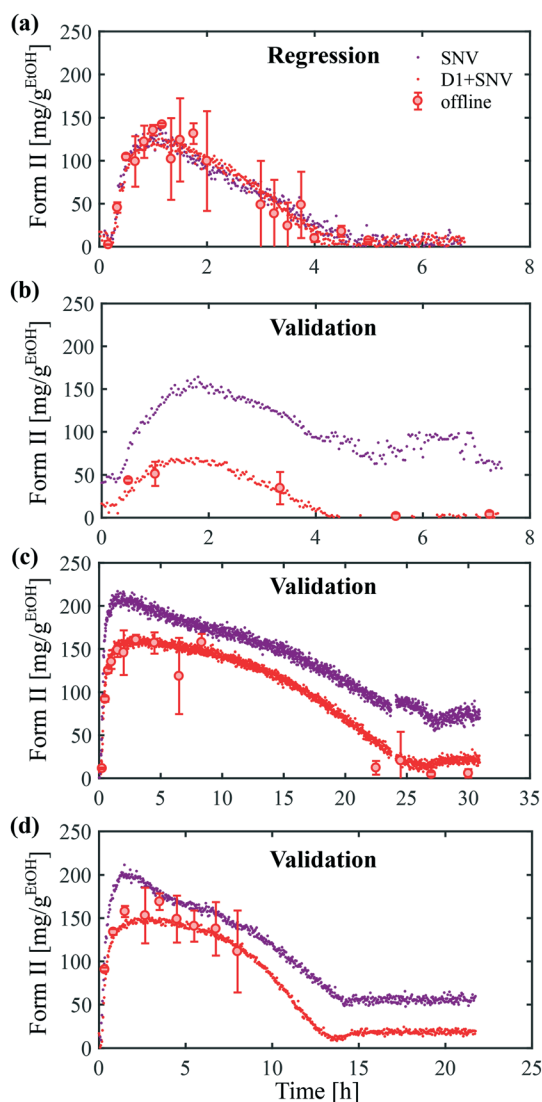 (a)
Form II [mg/g^EtOH]
250
200
150
100
50
0
Regression
SNV
D1+SNV
offline
0 2 4 6 8
(b)
Form II [mg/g^EtOH]
250
200
150
100
50
0
Validation
0 2 4 6 8
(c)
Form II [mg/g^EtOH]
250
200
150
100
50
0
Validation
0 5 10 15 20 25 30 35
(d)
Form II [mg/g^EtOH]
250
200
150
100
50
0
Validation
0 5 10 15 20 25
Time [h]